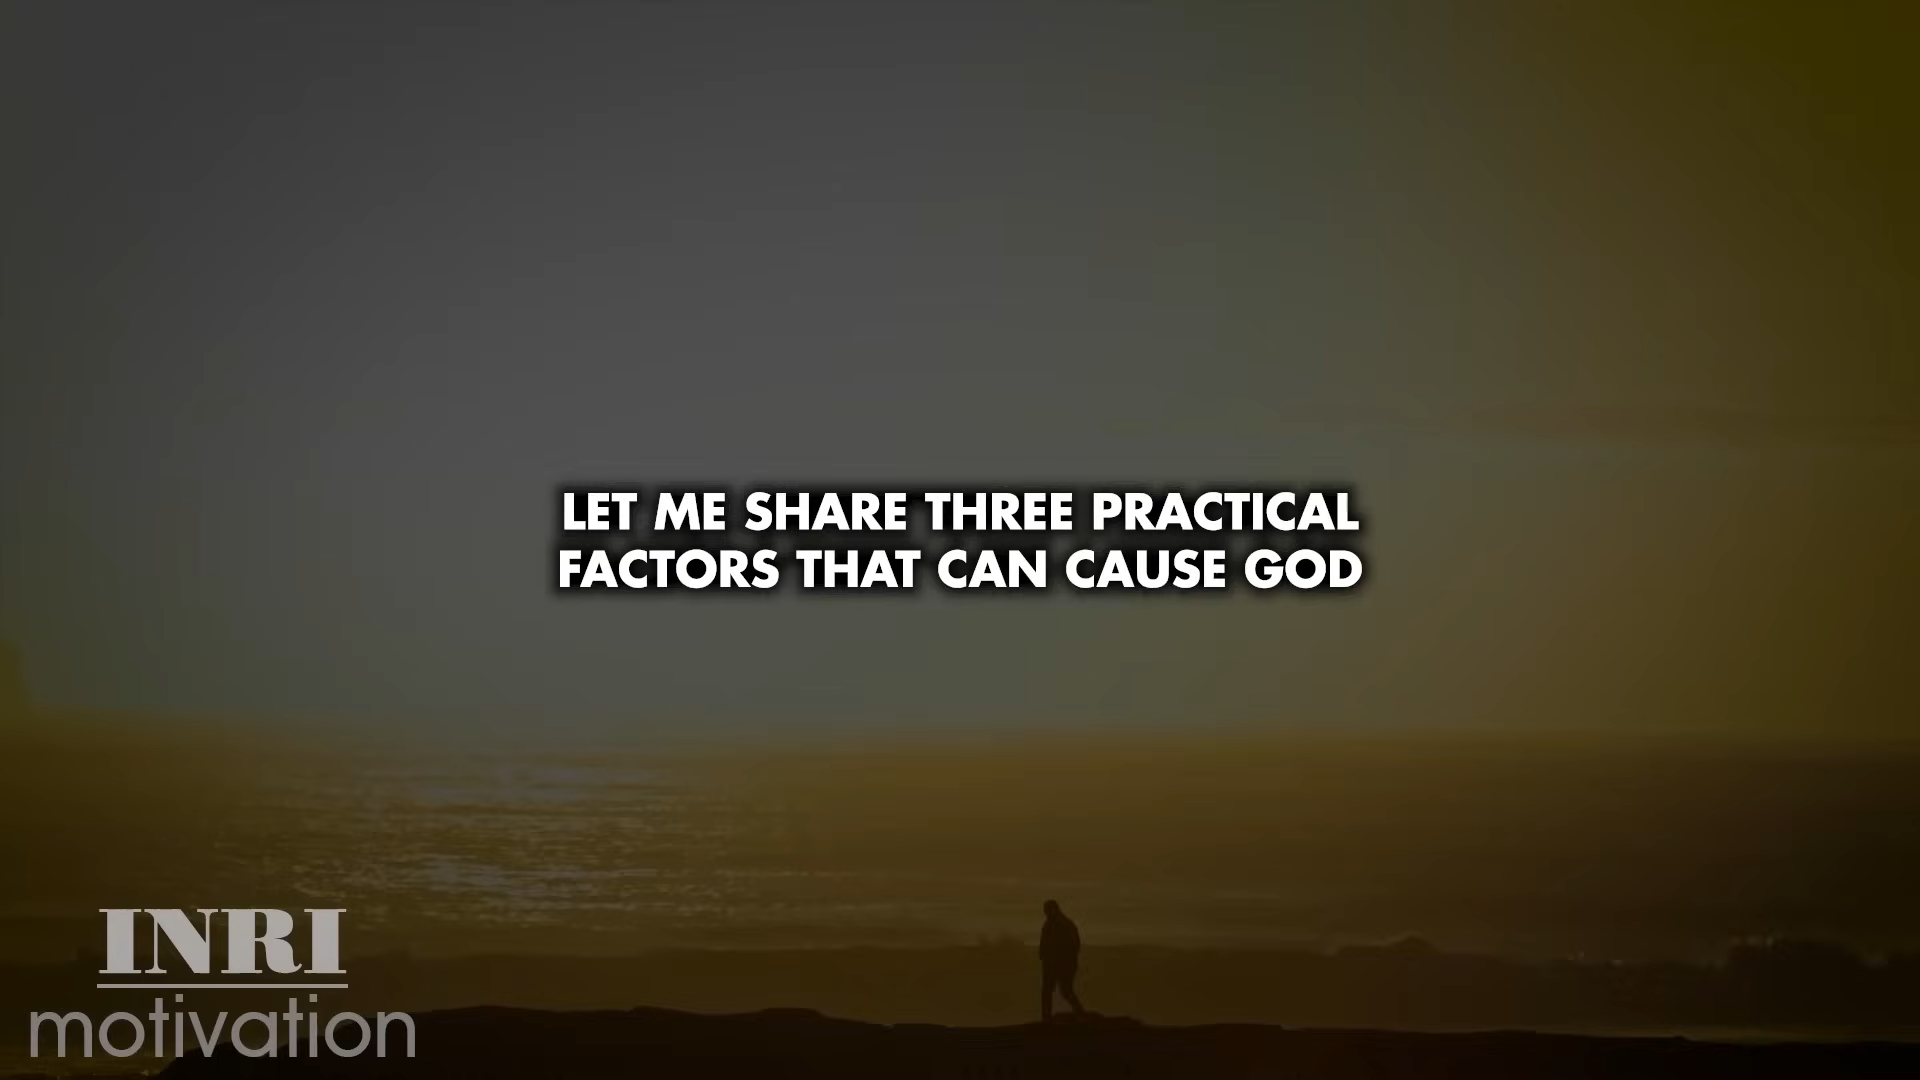 LET ME SHARE THREE PRACTICAL
FACTORS THAT CAN CAUSE GOD
INRI
motivation